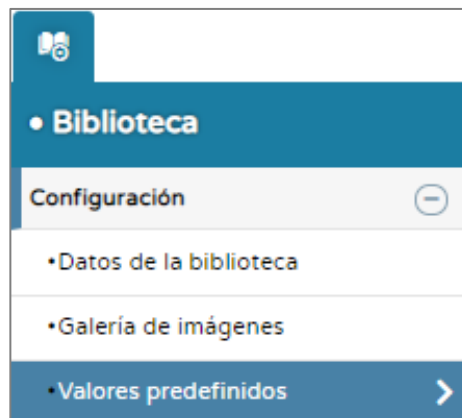 • Biblioteca
Configuración
•Datos de la biblioteca
•Galería de imágenes
•Valores predefinidos